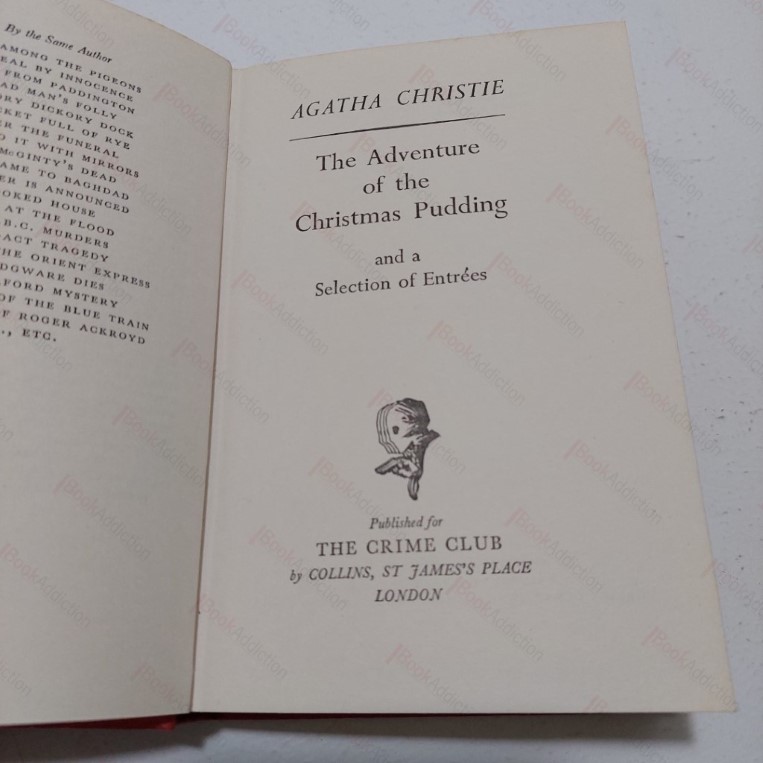 By the Same Author
AMONG THE PIGEONS
EAL BY INNOCENCE
FROM PADDINGTON
AD MAN'S FOLLY
ORY DICKORY DOCK
KET FULL OF RYE
ER THE FUNERAL
O IT WITH MIRRORS
McGINTY'S DEAD
AME TO BAGHDAD
ER IS ANNOUNCED
OKED HOUSE
AT THE FLOOD
B.C. MURDERS
ACT TRAGEDY
HE ORIENT EXPRESS
DGWARE DIES
FORD MYSTERY
OF THE BLUE TRAIN
F ROGER ACKROYD
., ETC.
AGATHA CHRISTIE
The Adventure
of the
Christmas Pudding
and a
Selection of Entrées
Published for
THE CRIME CLUB
by COLLINS, ST JAMES'S PLACE
LONDON
BookAddiction